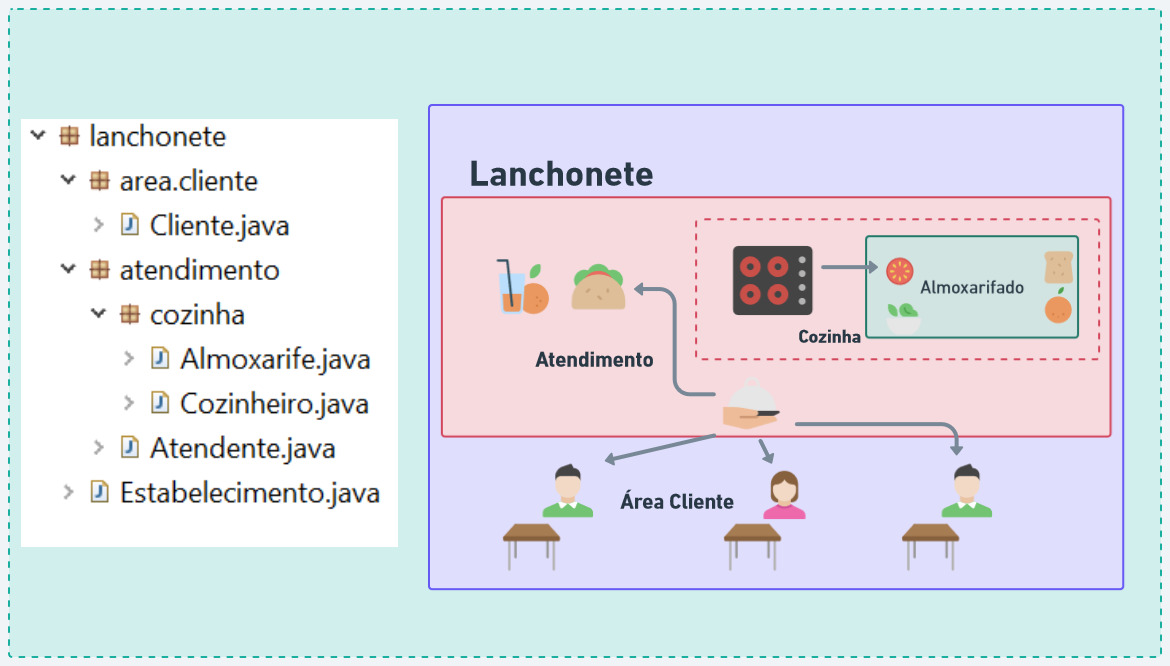 lanchonete
area.cliente
Cliente.java
atendimento
cozinha
Almoxarife.java
Cozinheiro.java
Atendente.java
Estabelecimento.java
Lanchonete
Almoxarifado
Cozinha
Atendimento
Área Cliente